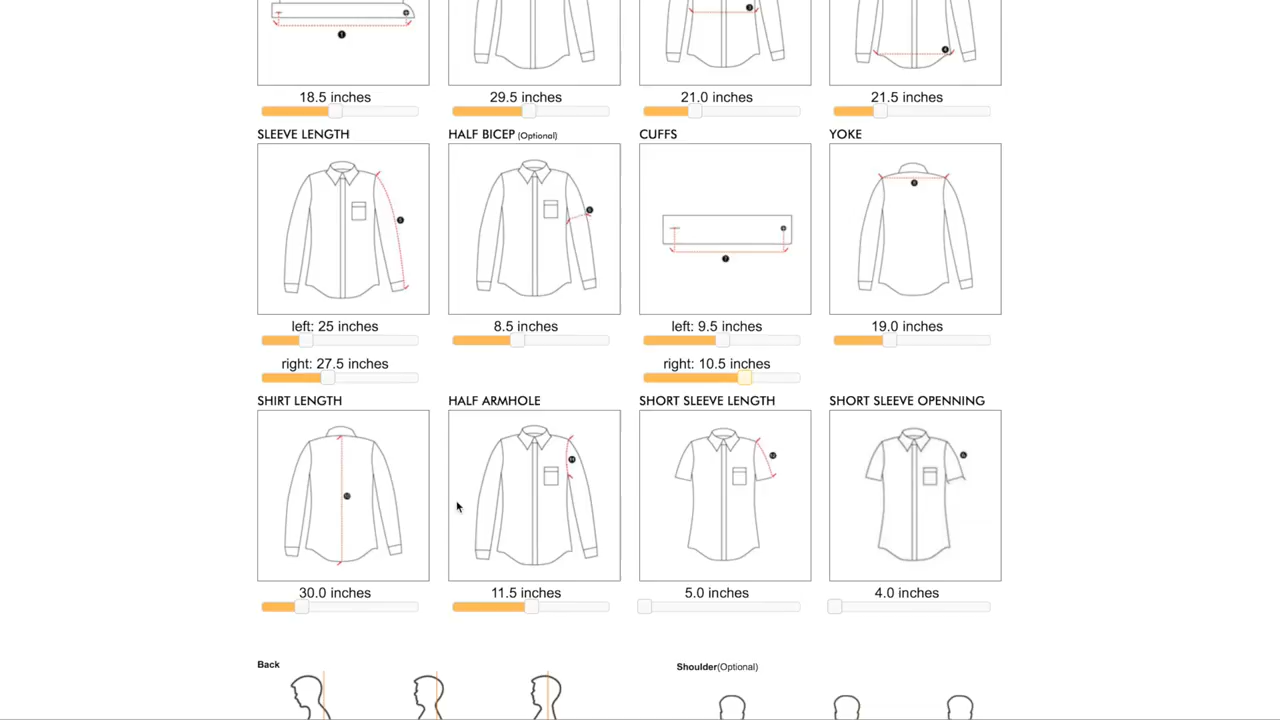 18.5 inches
29.5 inches
21.0 inches
21.5 inches
SLEEVE LENGTH
HALF BICEP (Optional)
CUFFS
YOKE
left: 25 inches
8.5 inches
left: 9.5 inches
19.0 inches
right: 27.5 inches
right: 10.5 inches
SHIRT LENGTH
HALF ARMHOLE
SHORT SLEEVE LENGTH
SHORT SLEEVE OPENNING
30.0 inches
11.5 inches
5.0 inches
4.0 inches
Back
Shoulder(Optional)